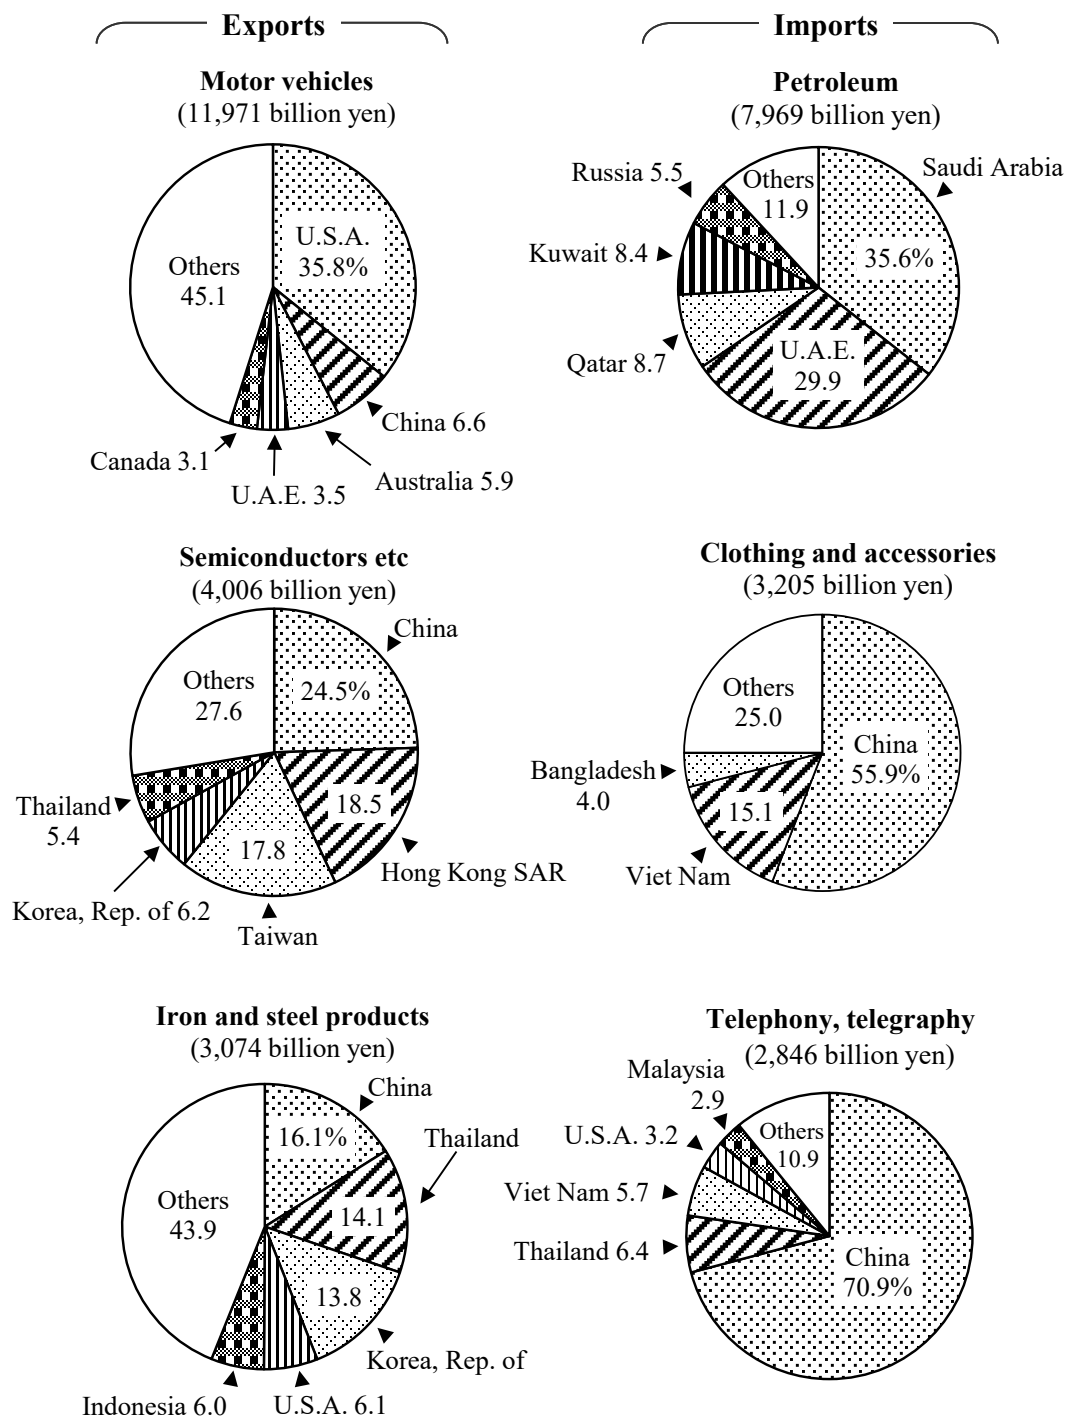 Exports
Motor vehicles
(11,971 billion yen)
U.S.A.
35.8%
Others
45.1
China 6.6
Canada 3.1
Australia 5.9
U.A.E. 3.5
Semiconductors etc
(4,006 billion yen)
China
24.5%
Others
27.6
18.5
Thailand
5.4
17.8
Hong Kong SAR
Korea, Rep. of 6.2
Taiwan
Iron and steel products
(3,074 billion yen)
China
16.1%
Thailand
14.1
Others
43.9
13.8
Korea, Rep. of
Indonesia 6.0
U.S.A. 6.1
Imports
Petroleum
(7,969 billion yen)
Saudi Arabia
35.6%
Russia 5.5
Others
11.9
Kuwait 8.4
Qatar 8.7
U.A.E.
29.9
Clothing and accessories
(3,205 billion yen)
Others
25.0
China
55.9%
Bangladesh
4.0
15.1
Viet Nam
Telephony, telegraphy
(2,846 billion yen)
Malaysia
2.9
Others
10.9
U.S.A. 3.2
Viet Nam 5.7
Thailand 6.4
China
70.9%